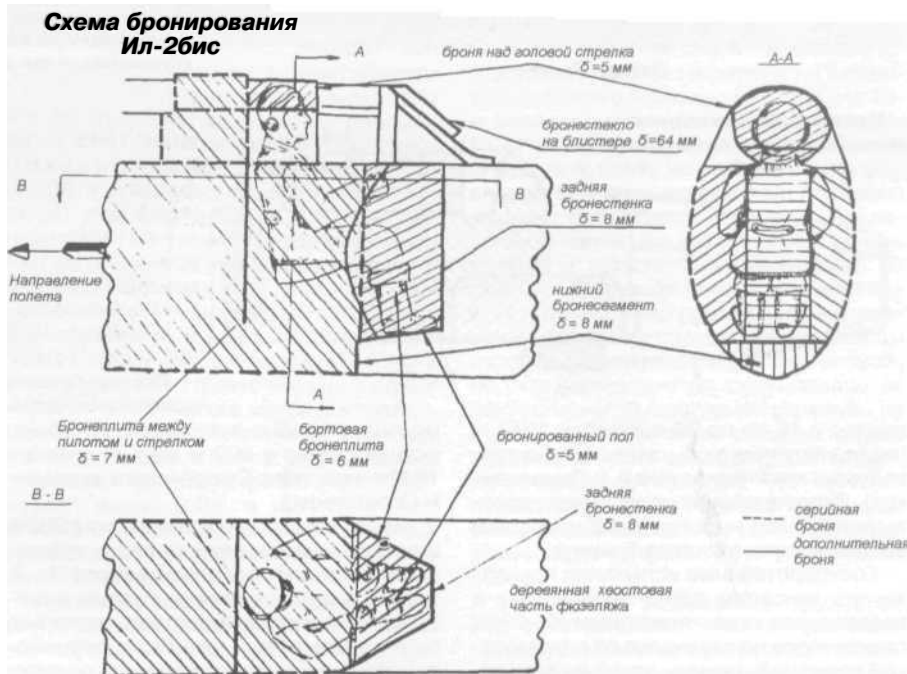 Схема бронирования
Ил-2бис
A
броня над головой стрелка
δ=5 мм
A-A
бронестекло
на блистере δ=64 мм
B
B
задняя
бронестенка
δ= 8 мм
Направление
полета
нижний
бронесегмент
δ= 8 мм
A
Бронеплита между
пилотом и стрелком
δ= 7 мм
бортовая
бронеплита
δ= 6 мм
бронированный пол
δ=5 мм
B - B
задняя
бронестенка
δ= 8 мм
серийная
броня
дополнительная
броня
деревянная хвостовая
часть фюзеляжа